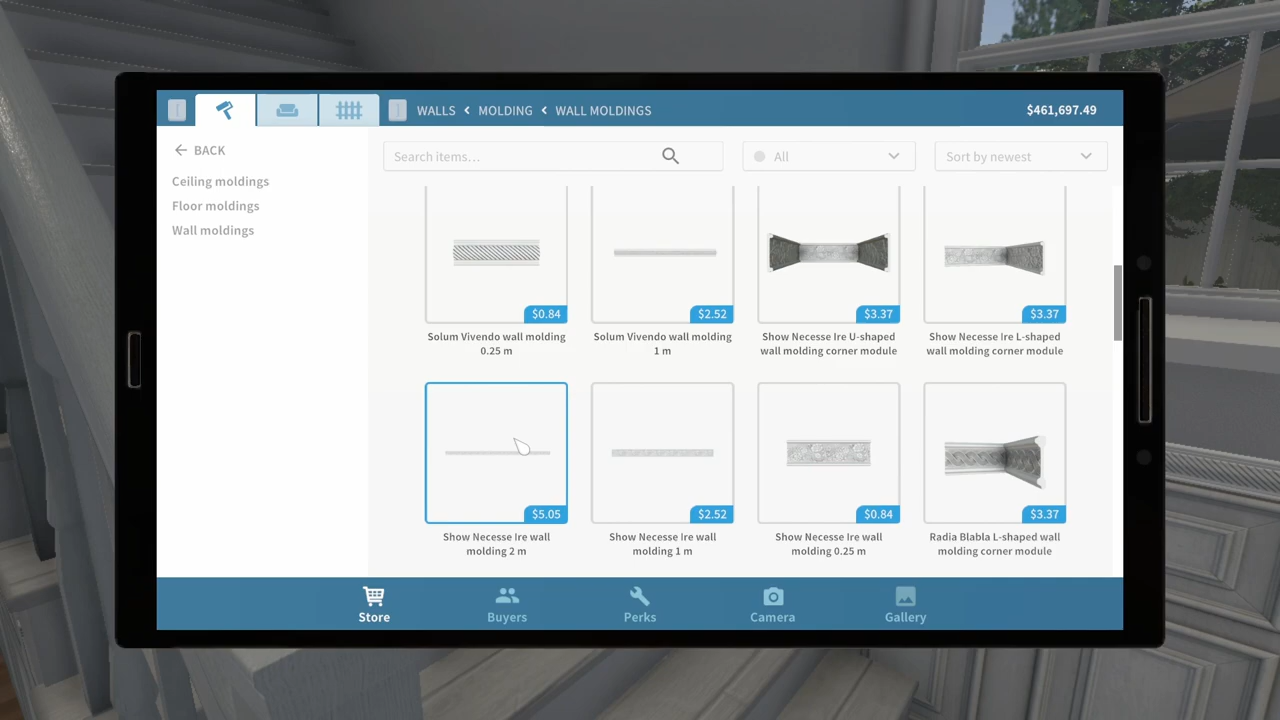 WALLS < MOLDING < WALL MOLDINGS
$461,697.49
BACK
Ceiling moldings
Floor moldings
Wall moldings
Search items...
All
Sort by newest
$0.84
$2.52
$3.37
$3.37
Solum Vivendo wall molding
0.25 m
Solum Vivendo wall molding
1 m
Show Necesse Ire U-shaped
wall molding corner module
Show Necesse Ire L-shaped
wall molding corner module
$5.05
$2.52
$0.84
$3.37
Show Necesse Ire wall
molding 2 m
Show Necesse Ire wall
molding 1 m
Show Necesse Ire wall
molding 0.25 m
Radia Blabla L-shaped wall
molding corner module
Store
Buyers
Perks
Camera
Gallery